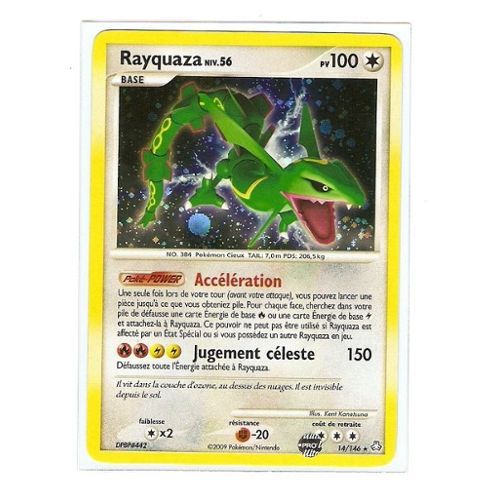 Rayquaza NIV.56 PV 100
BASE
NO. 384 Pokémon Cieux TAIL: 7,0m PDS: 206,5kg
Poké-POWER Accélération
Une seule fois lors de votre tour (avant votre attaque), vous pouvez lancer une
pièce jusqu'à ce que vous obteniez pile. Pour chaque face, cherchez dans votre
pile de défausse une carte Énergie de base ou une carte Énergie de base
et attachez-la à Rayquaza. Ce pouvoir ne peut pas être utilisé si Rayquaza est
affecté par un État Spécial ou si vous possédez un autre Rayquaza en jeu.
Jugement céleste 150
Défaussez toute l'Énergie attachée à Rayquaza.
Il vit dans la couche d'ozone, au dessus des nuages. Il est invisible
depuis le sol.
Illus. Kent Kanetsuna
faiblesse résistance coût de retraite
×2 -20
DPBP#442 ©2009 Pokémon/Nintendo PRO 14/146 ★